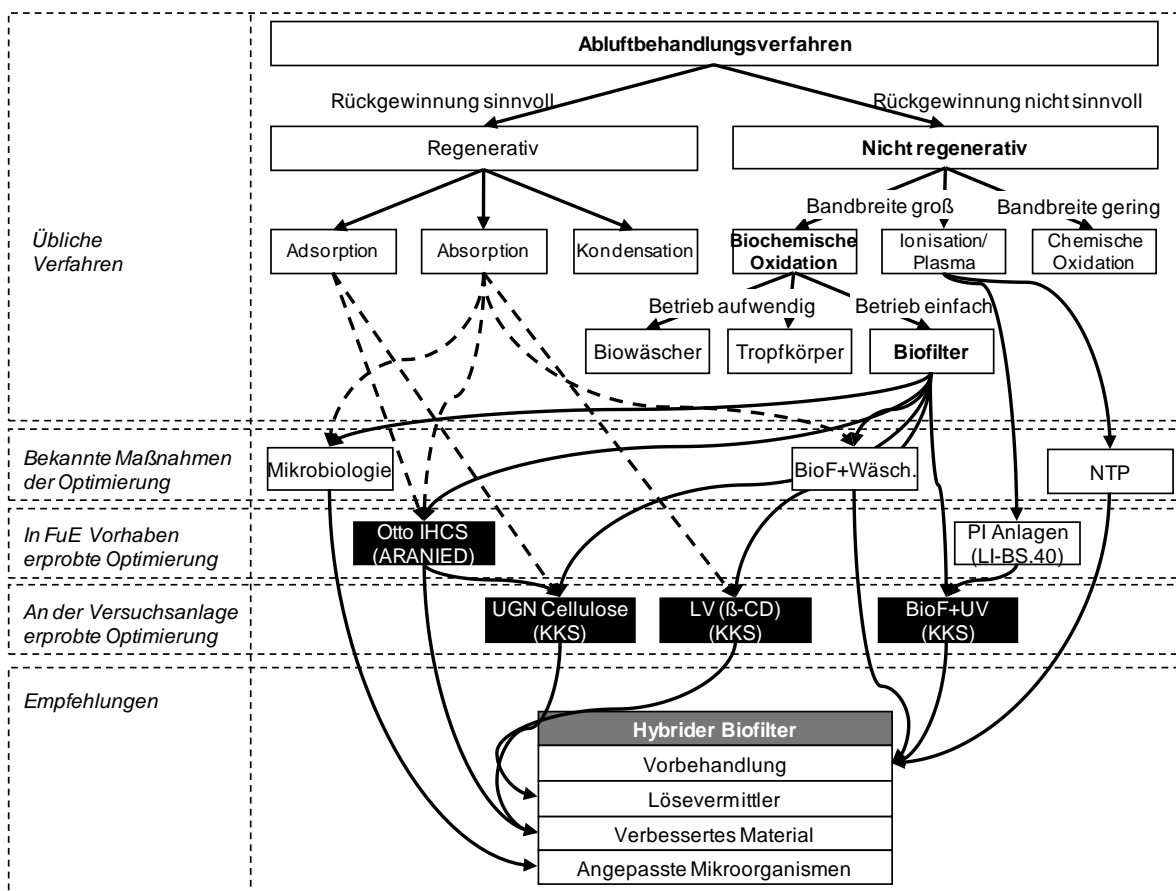 Abluftbehandlungsverfahren
Rückgewinnung sinnvoll
Rückgewinnung nicht sinnvoll
Regenerativ
Nicht regenerativ
Übliche
Verfahren
Bandbreite groß
Bandbreite gering
Adsorption
Absorption
Kondensation
Biochemische
Oxidation
Ionisation/
Plasma
Chemische
Oxidation
Betrieb aufwendig
Betrieb einfach
Biowäscher
Tropfkörper
Biofilter
Bekannte Maßnahmen
der Optimierung
Mikrobiologie
BioF+Wäsch.
NTP
In FuE Vorhaben
erprobte Optimierung
Otto IHCS
(ARANIED)
PI Anlagen
(LI-BS.40)
An der Versuchsanlage
erprobte Optimierung
UGN Cellulose
(KKS)
LV (ß-CD)
(KKS)
BioF+UV
(KKS)
Empfehlungen
Hybrider Biofilter
Vorbehandlung
Lösevermittler
Verbessertes Material
Angepasste Mikroorganismen